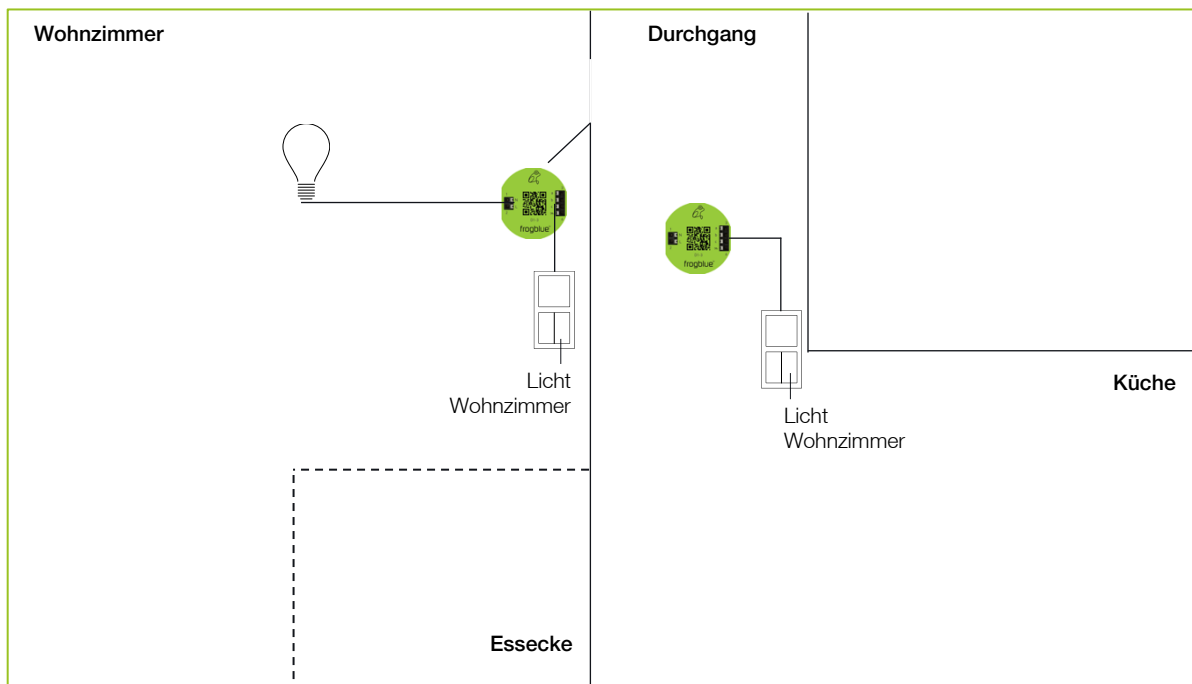 Wohnzimmer
Durchgang
frogblue
frogblue
Licht
Wohnzimmer
Licht
Wohnzimmer
Küche
Essecke